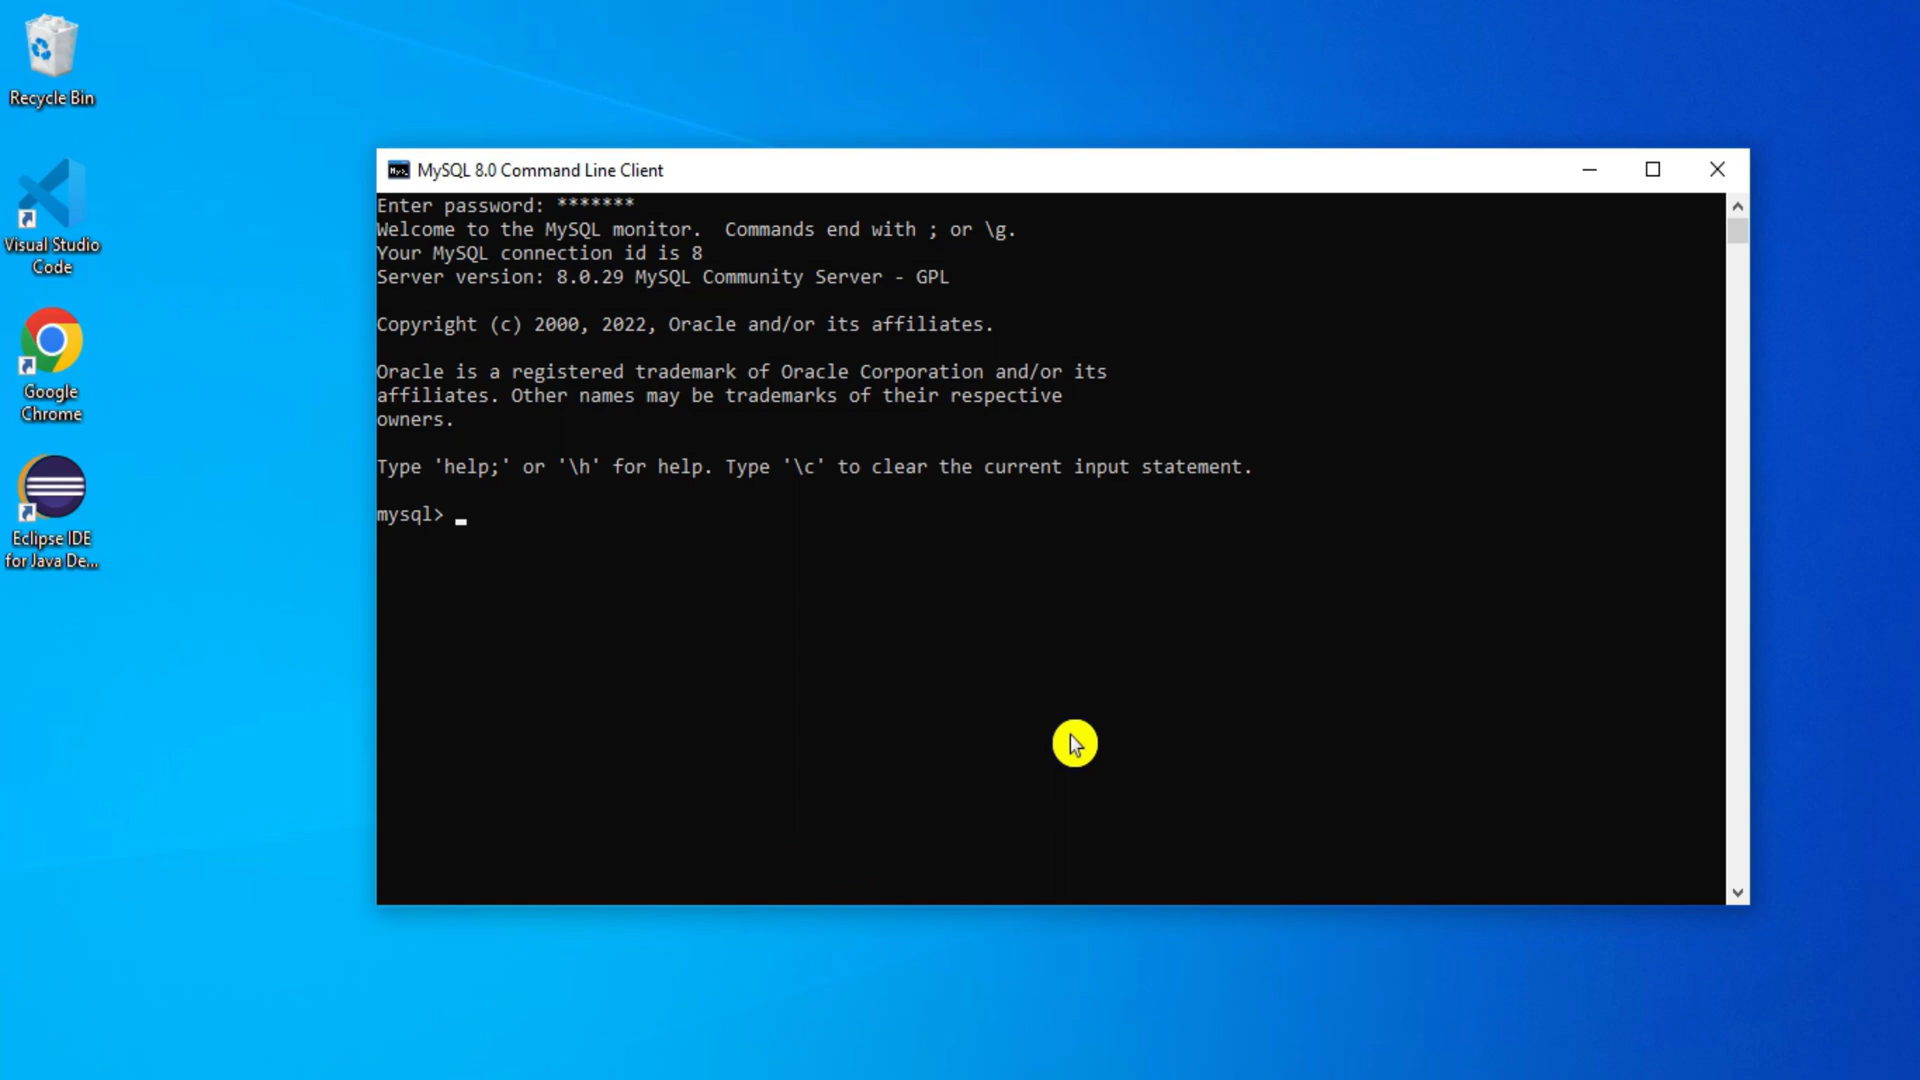 Recycle Bin
Visual Studio
Code
Google
Chrome
Eclipse IDE
for Java De...
MySQL 8.0 Command Line Client
Enter password: *******
Welcome to the MySQL monitor.  Commands end with ; or \g.
Your MySQL connection id is 8
Server version: 8.0.29 MySQL Community Server - GPL
Copyright (c) 2000, 2022, Oracle and/or its affiliates.
Oracle is a registered trademark of Oracle Corporation and/or its
affiliates. Other names may be trademarks of their respective
owners.
Type 'help;' or '\h' for help. Type '\c' to clear the current input statement.
mysql>